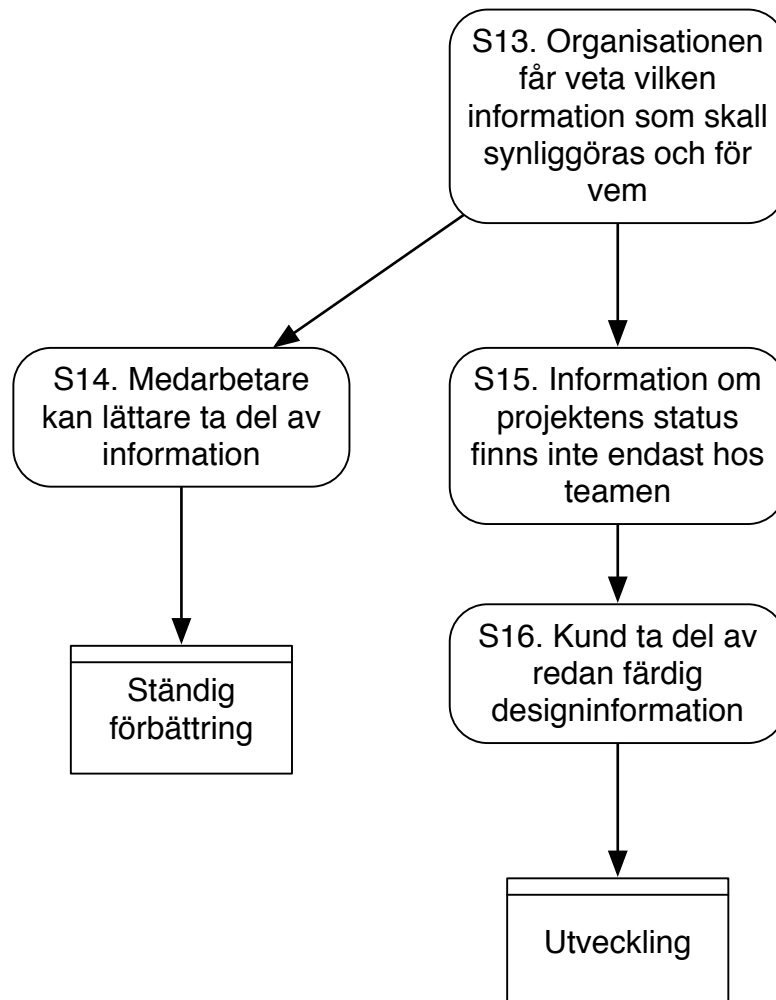 S13. Organisationen
får veta vilken
information som skall
synliggöras och för
vem
S14. Medarbetare
kan lättare ta del av
information
S15. Information om
projektens status
finns inte endast hos
teamen
S16. Kund ta del av
redan färdig
designinformation
Ständig
förbättring
Utveckling